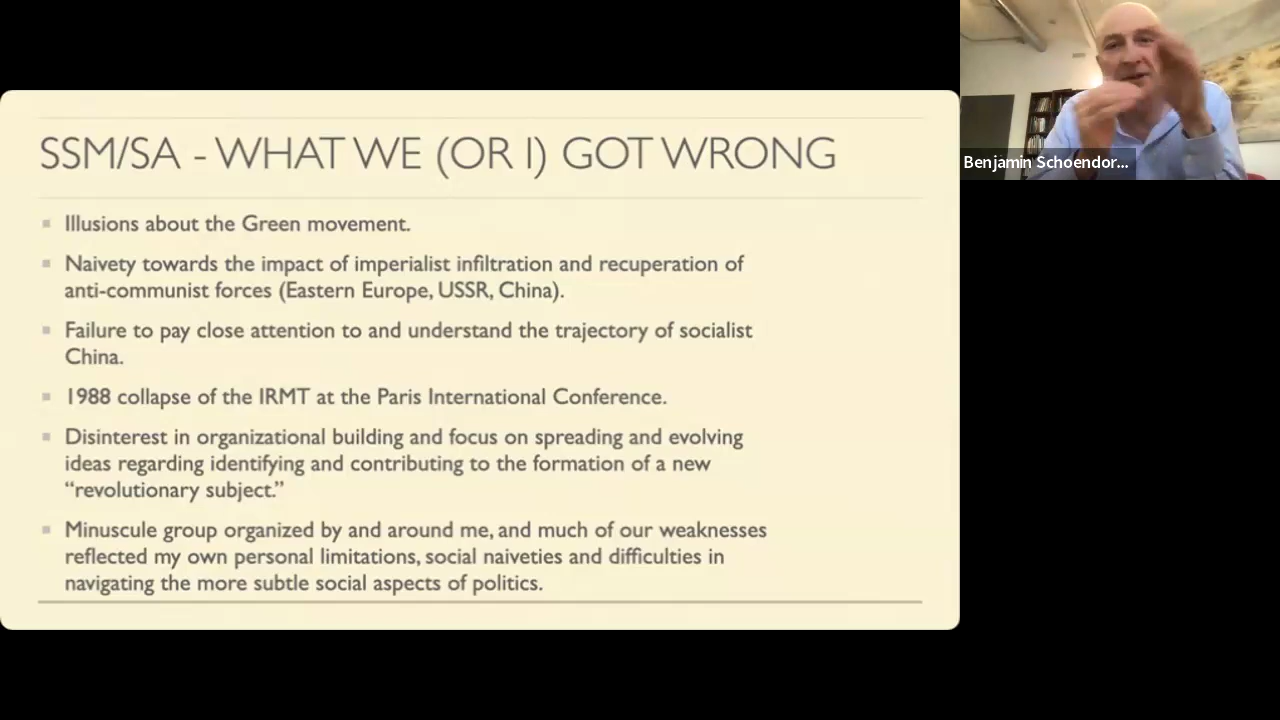 SSM/SA - WHAT WE (OR I) GOT WRONG
Illusions about the Green movement.
Naivety towards the impact of imperialist infiltration and recuperation of
anti-communist forces (Eastern Europe, USSR, China).
Failure to pay close attention to and understand the trajectory of socialist
China.
1988 collapse of the IRMT at the Paris International Conference.
Disinterest in organizational building and focus on spreading and evolving
ideas regarding identifying and contributing to the formation of a new
“revolutionary subject.”
Minuscule group organized by and around me, and much of our weaknesses
reflected my own personal limitations, social naiveties and difficulties in
navigating the more subtle social aspects of politics.
Benjamin Schoendor...